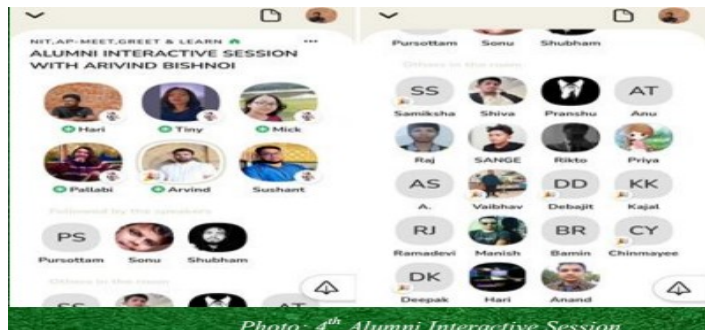 NIT,AP-MEET,GREET & LEARN
ALUMNI INTERACTIVE SESSION
WITH ARIVIND BISHNOI
Hari Tiny Mick
Pallabi Arvind Sushant
Followed by the speakers
PS
Pursottam Sonu Shubham
Others in the room
SS AT
Pursottam Sonu Shubham
Others in the room
SS AT
Samiksha Shiva Pranshu Anu
Raj SANGE Rikto Priya
AS DD KK
A. Vaibhav Debajit Kajal
RJ BR CY
Ramadevi Manish Bamin Chinmayee
DK
Deepak Hari Anand
Photo: 4th Alumni Interactive Session